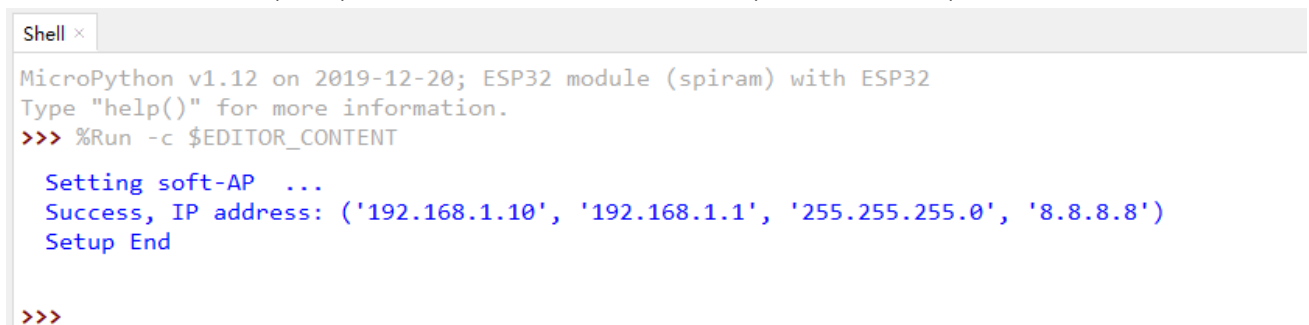 Shell ×
MicroPython v1.12 on 2019-12-20; ESP32 module (spiram) with ESP32
Type "help()" for more information.
>>> %Run -c $EDITOR_CONTENT
Setting soft-AP  ...
Success, IP address: ('192.168.1.10', '192.168.1.1', '255.255.255.0', '8.8.8.8')
Setup End
>>>